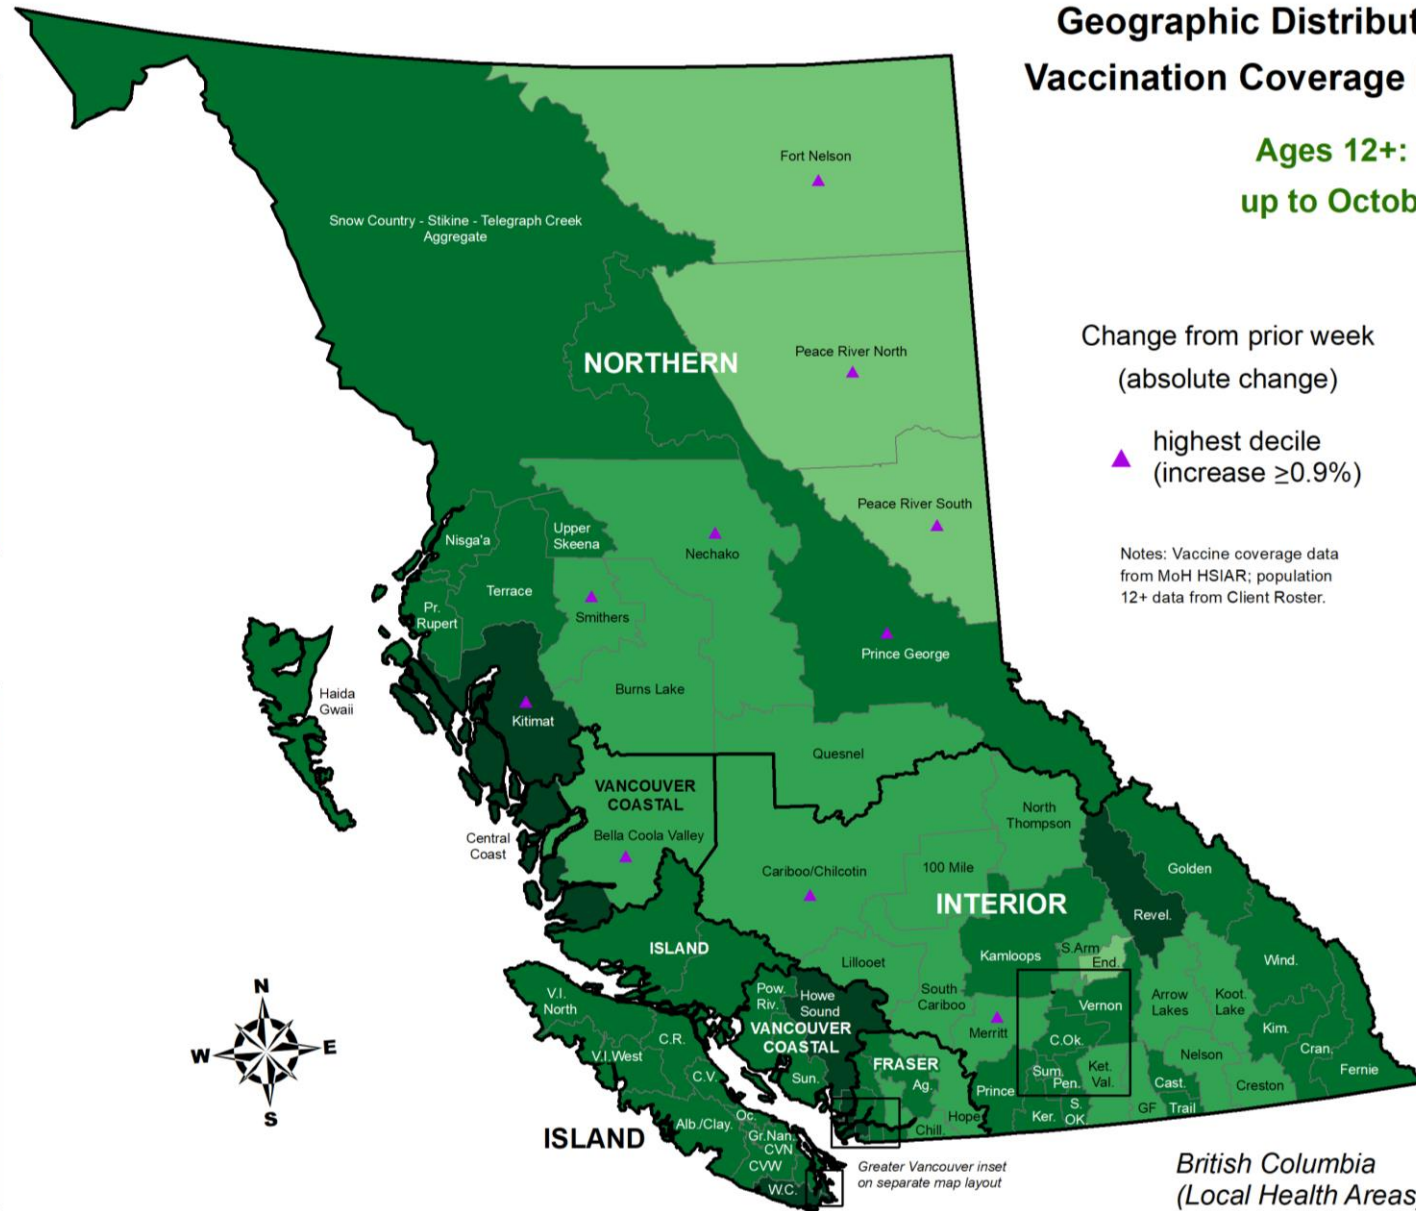 Geographic Distribut
Vaccination Coverage
Ages 12+:
up to Octob
Fort Nelson
Snow Country - Stikine - Telegraph Creek
Aggregate
Change from prior week
(absolute change)
Peace River North
NORTHERN
highest decile
(increase ≥0.9%)
Peace River South
Nisga'a
Upper
Skeena
Nechako
Notes: Vaccine coverage data
from MoH HSIAR; population
12+ data from Client Roster.
Terrace
Pr.
Rupert
Smithers
Prince George
Haida
Gwaii
Burns Lake
Kitimat
Quesnel
VANCOUVER
COASTAL
Bella Coola Valley
Central
Coast
North
Thompson
Cariboo/Chilcotin
100 Mile
Golden
INTERIOR
Revel.
ISLAND
Kamloops
S.Arm
End.
Lillooet
Wind.
V.I.
North
Pow.
Riv.
Howe
Sound
South
Cariboo
Vernon
Arrow
Lakes
Koot.
Lake
N
W
E
S
V.I.West
C.R.
VANCOUVER
COASTAL
Merritt
C.Ok.
Kim.
Cran.
Nelson
FRASER
C.V.
Sun.
Ag.
Prince
Sum.
Pen.
Ket.
Val.
Cast.
Creston
Fernie
Alb./Clay.
Oc.
Hope
Chill.
Ker.
S.
OK.
GF
Trail
ISLAND
Gr.Nan.
CVN
CVW
W.C.
Greater Vancouver inset
on separate map layout
British Columbia
(Local Health Areas